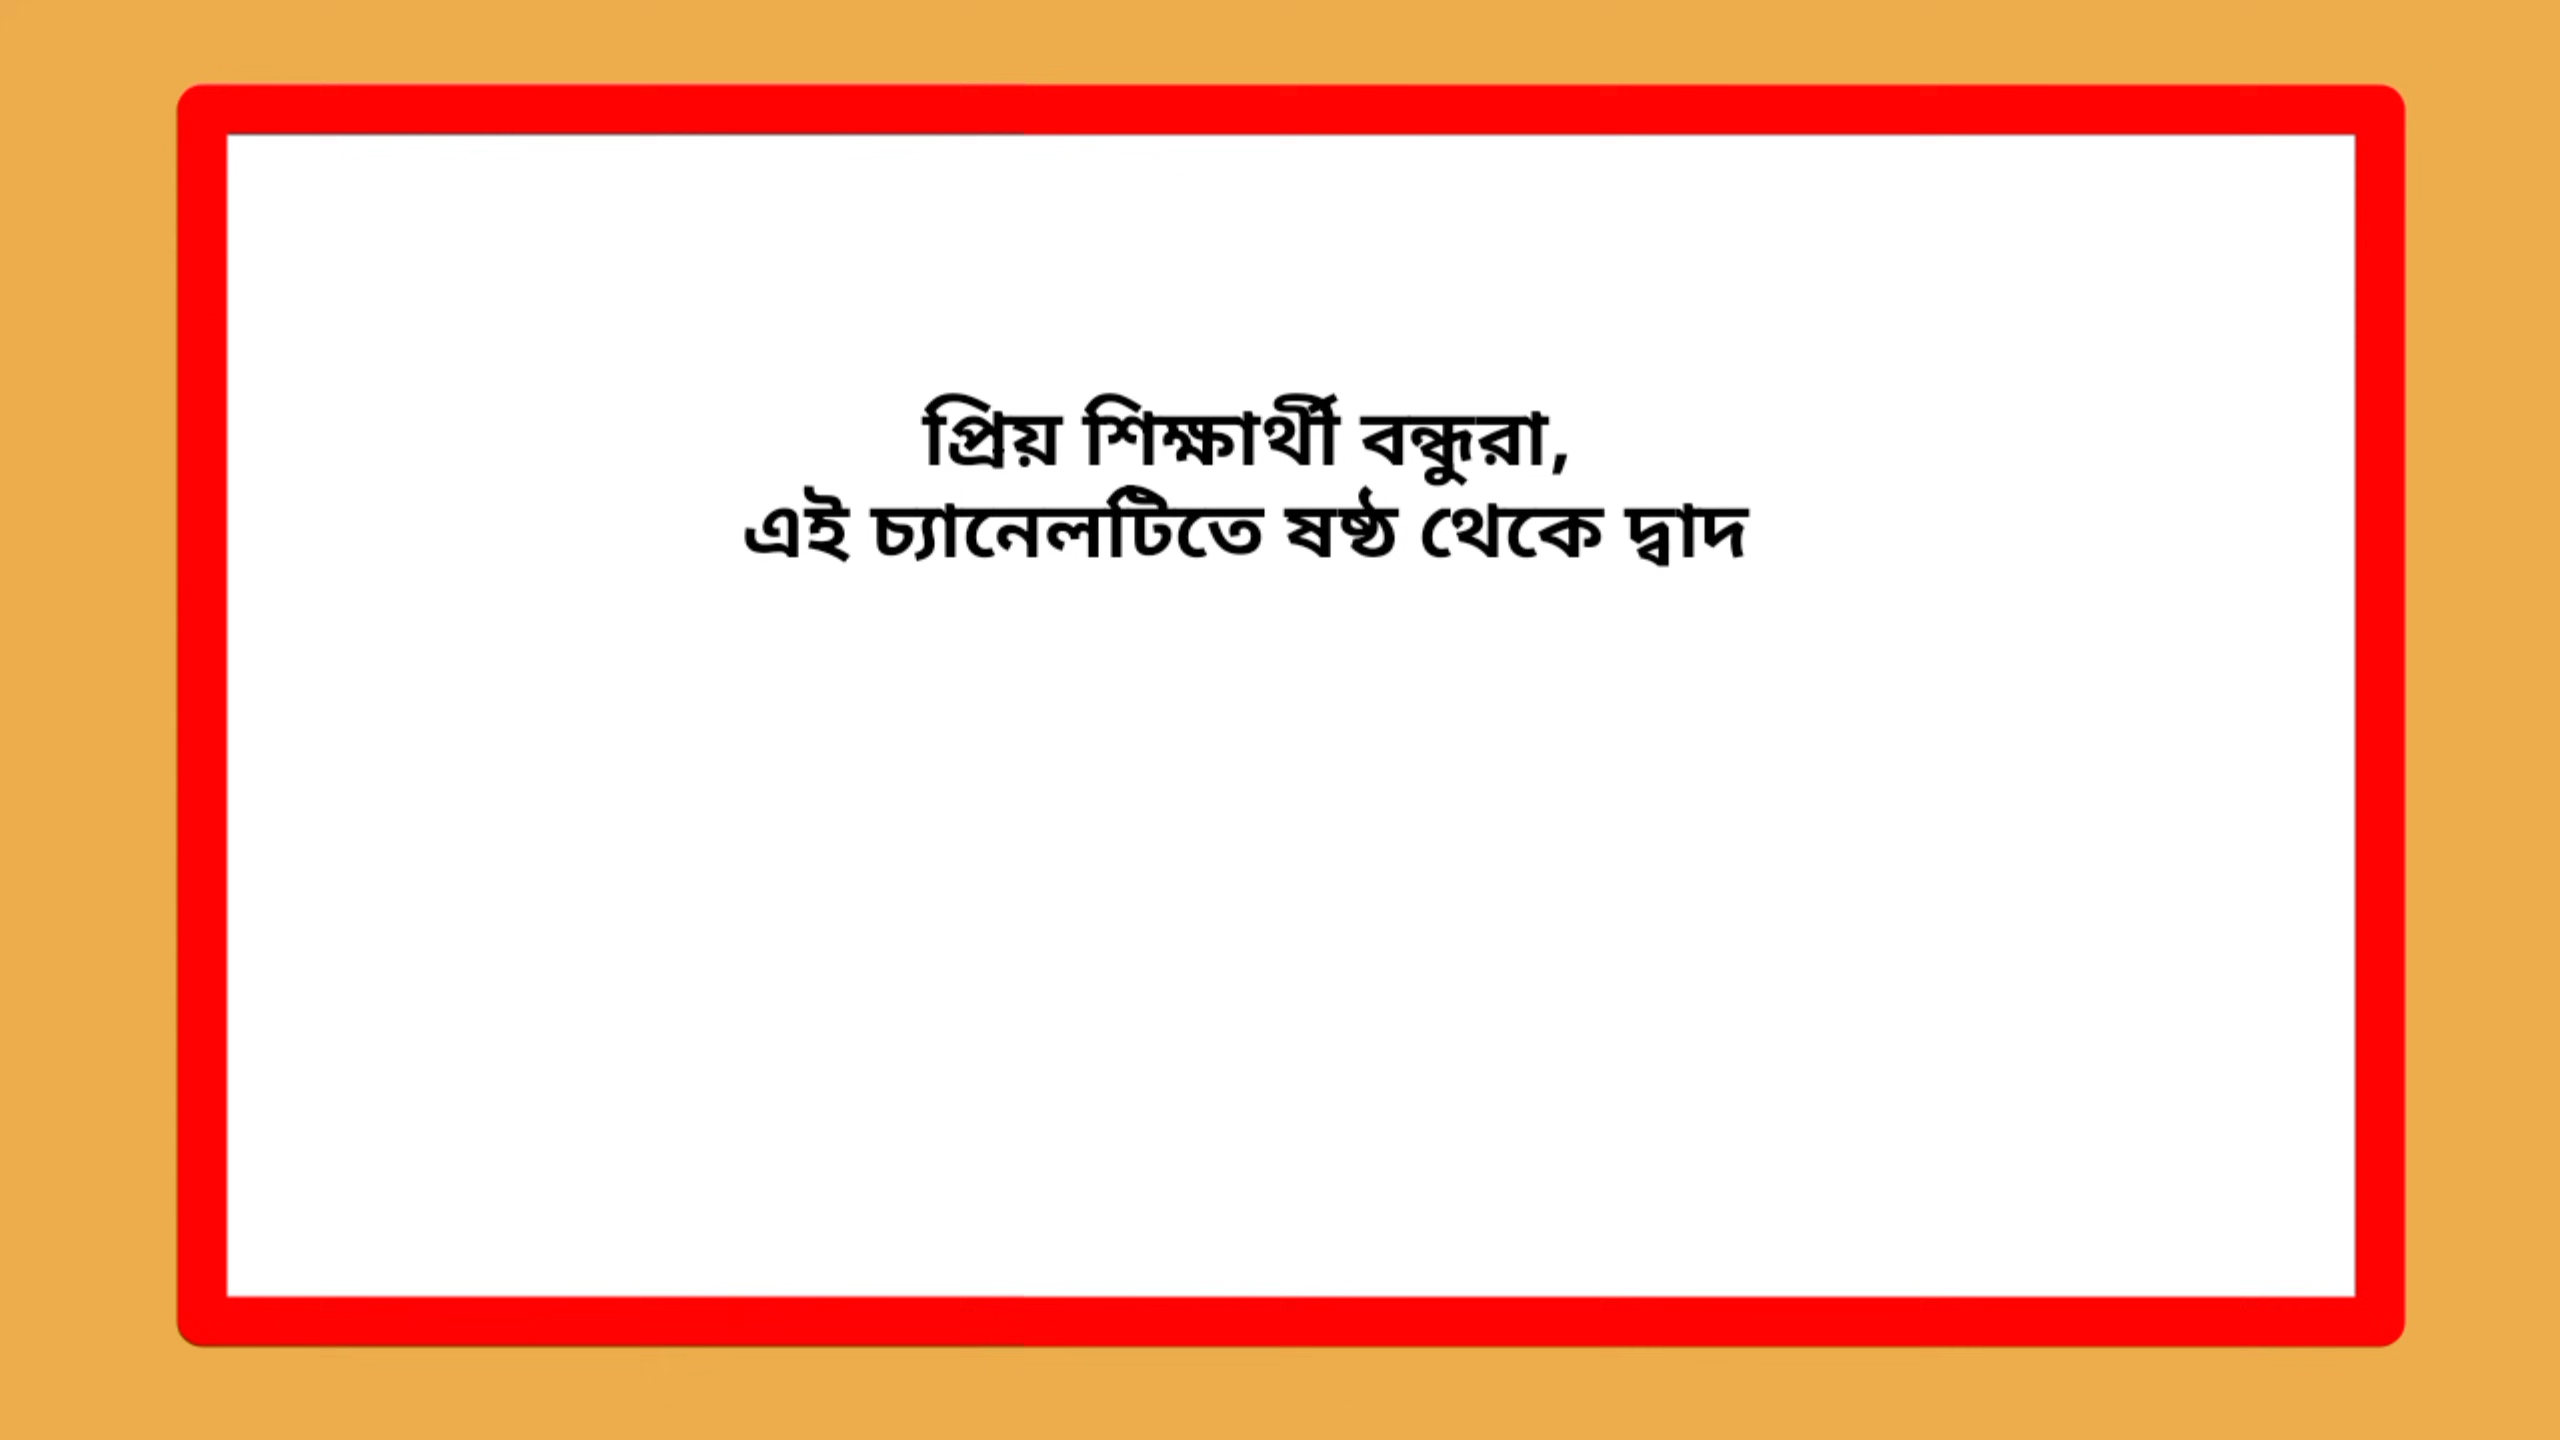 প্রিয় শিক্ষার্থী বন্ধুরা,
এই চ্যানেলটিতে ষষ্ঠ থেকে দ্বাদ